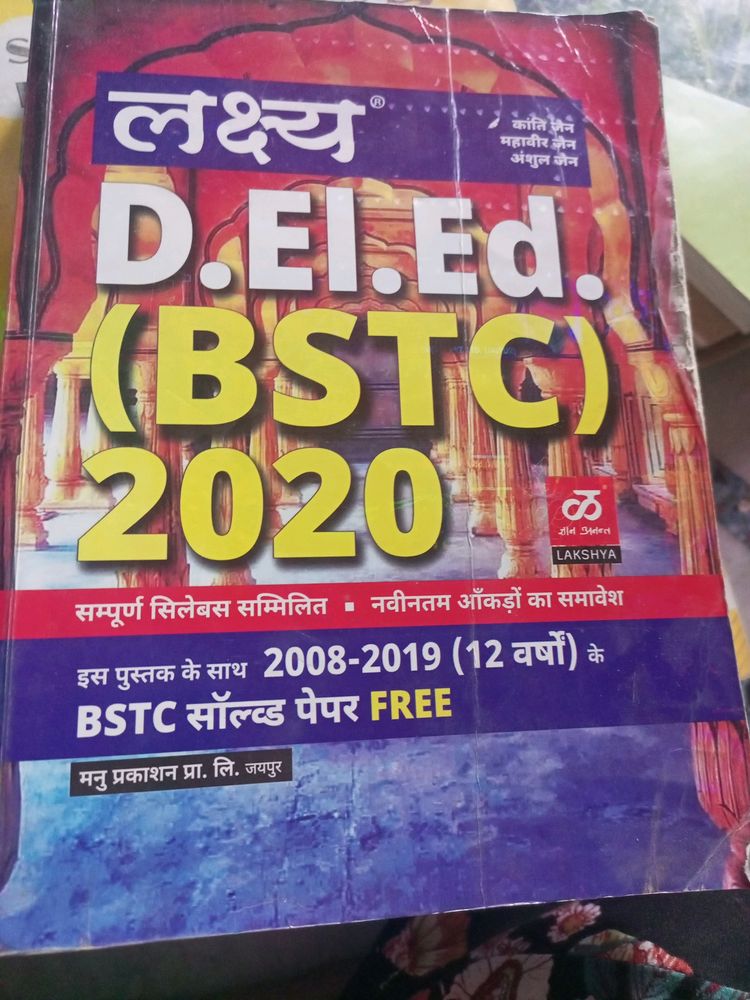 लक्ष्य®
कांति जैन
महावीर जैन
अंशुल जैन
D.El.Ed.
(BSTC)
2020
ज्ञान अनन्त
LAKSHYA
सम्पूर्ण सिलेबस सम्मिलित ▪ नवीनतम आँकड़ों का समावेश
इस पुस्तक के साथ 2008-2019 (12 वर्षों) के
BSTC सॉल्व्ड पेपर FREE
मनु प्रकाशन प्रा. लि. जयपुर